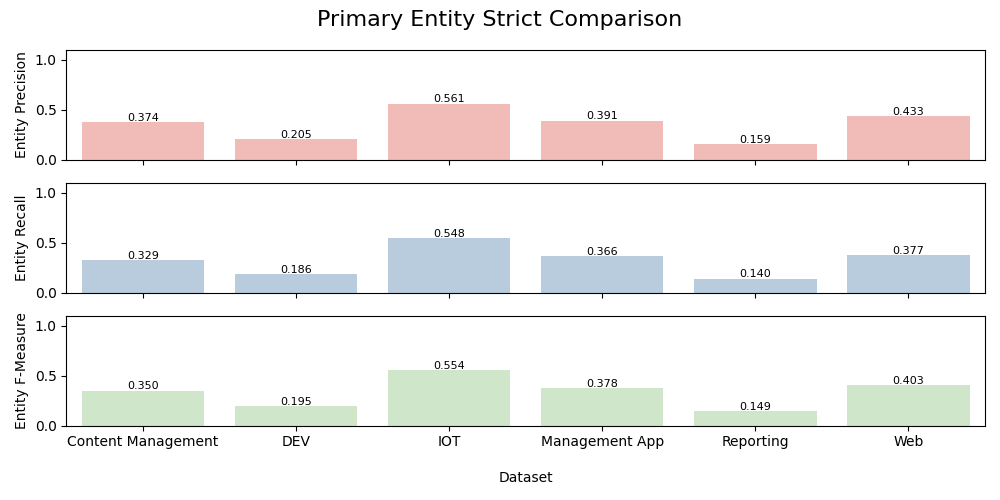 Primary Entity Strict Comparison
Entity Precision
1.0
0.5
0.0
0.374
0.205
0.561
0.391
0.159
0.433
Entity Recall
1.0
0.5
0.0
0.329
0.186
0.548
0.366
0.140
0.377
Entity F-Measure
1.0
0.5
0.0
0.350
0.195
0.554
0.378
0.149
0.403
Content Management
DEV
IOT
Management App
Reporting
Web
Dataset